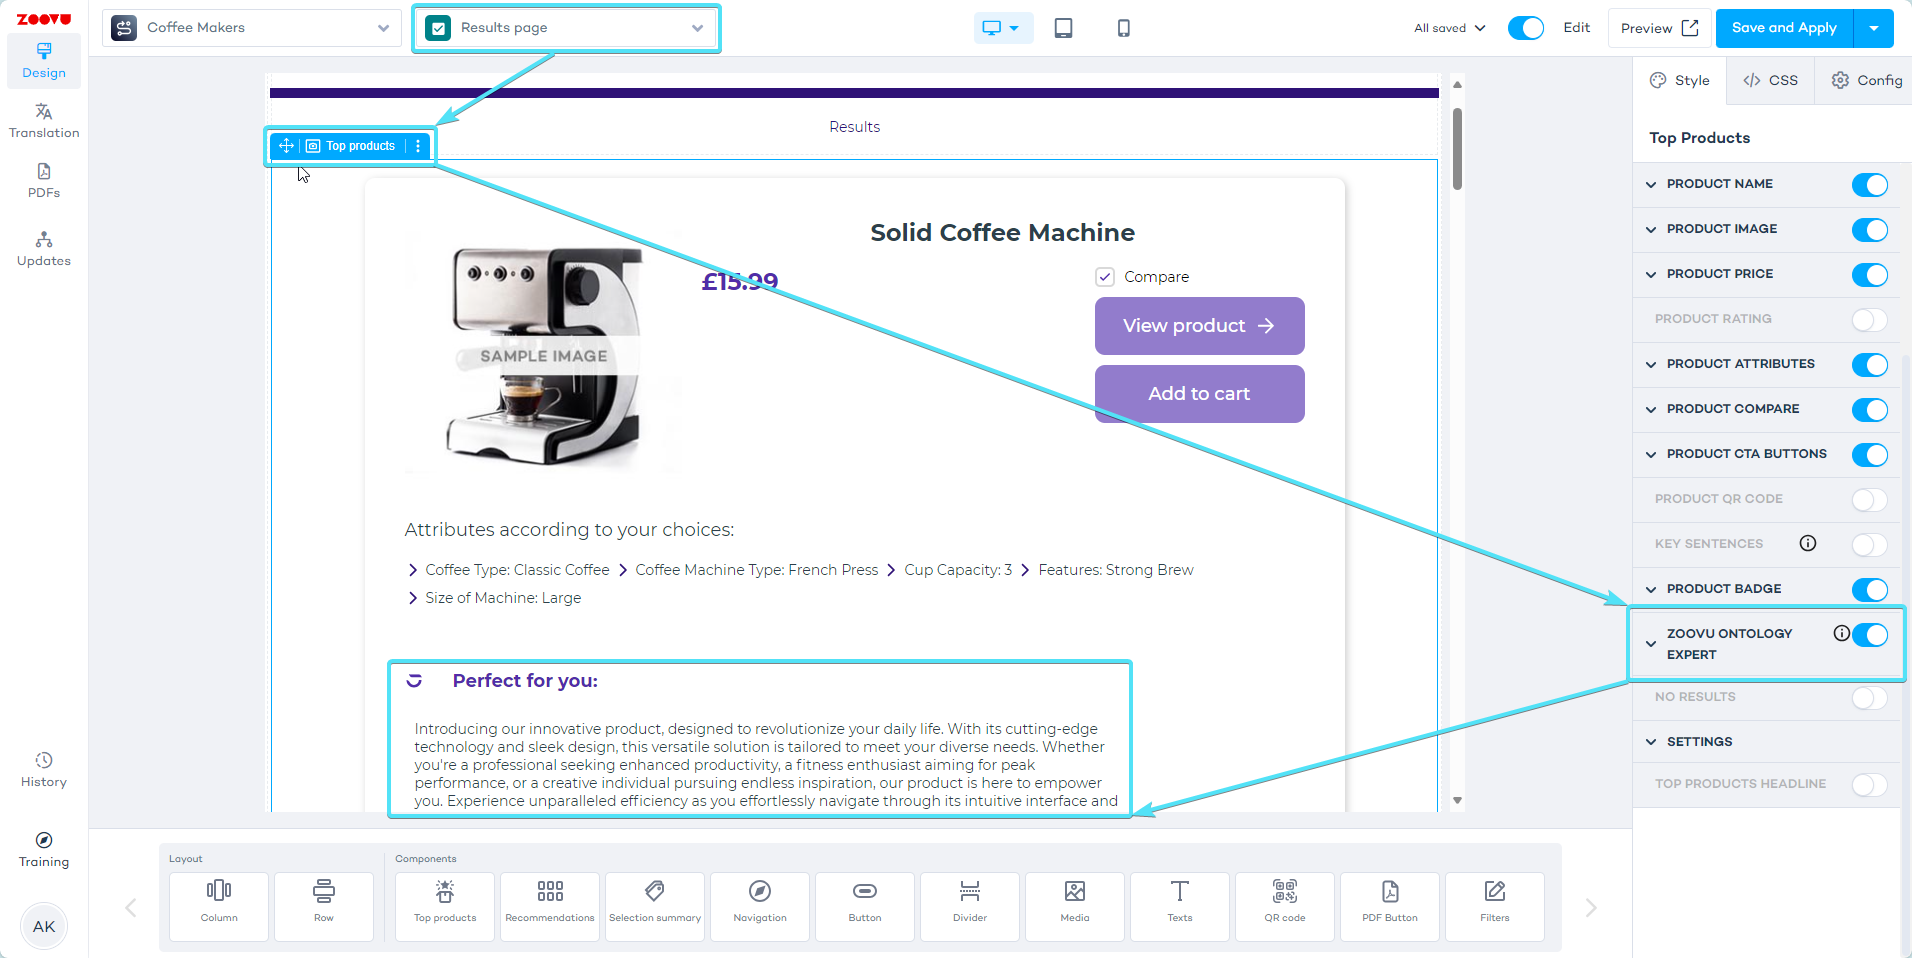 ZOOVU
Coffee Makers
Results page
All saved
Edit
Preview
Save and Apply
Design
Translation
PDFs
Updates
History
Training
AK
Results
Top products
Solid Coffee Machine
£15.99
Compare
View product
Add to cart
SAMPLE IMAGE
Attributes according to your choices:
Coffee Type: Classic Coffee
Coffee Machine Type: French Press
Cup Capacity: 3
Features: Strong Brew
Size of Machine: Large
Perfect for you:
Introducing our innovative product, designed to revolutionize your daily life. With its cutting-edge
technology and sleek design, this versatile solution is tailored to meet your diverse needs. Whether
you're a professional seeking enhanced productivity, a fitness enthusiast aiming for peak
performance, or a creative individual pursuing endless inspiration, our product is here to empower
you. Experience unparalleled efficiency as you effortlessly navigate through its intuitive interface and
Style
CSS
Config
Top Products
PRODUCT NAME
PRODUCT IMAGE
PRODUCT PRICE
PRODUCT RATING
PRODUCT ATTRIBUTES
PRODUCT COMPARE
PRODUCT CTA BUTTONS
PRODUCT QR CODE
KEY SENTENCES
PRODUCT BADGE
ZOOVU ONTOLOGY
EXPERT
NO RESULTS
SETTINGS
TOP PRODUCTS HEADLINE
Layout
Column
Row
Components
Top products
Recommendations
Selection summary
Navigation
Button
Divider
Media
Texts
QR code
PDF Button
Filters